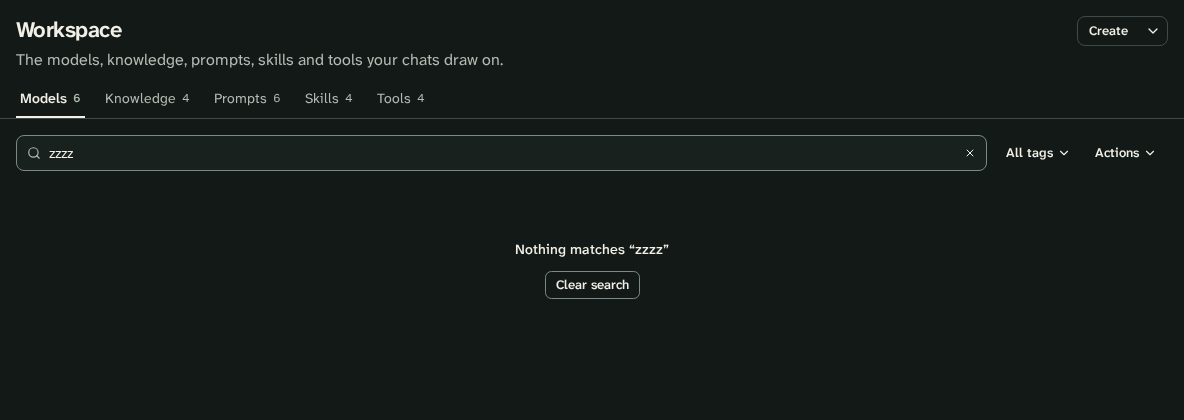 Workspace
Create
The models, knowledge, prompts, skills and tools your chats draw on.
Models 6 Knowledge 4 Prompts 6 Skills 4 Tools 4
zzzz
All tags
Actions
Nothing matches “zzzz”
Clear search